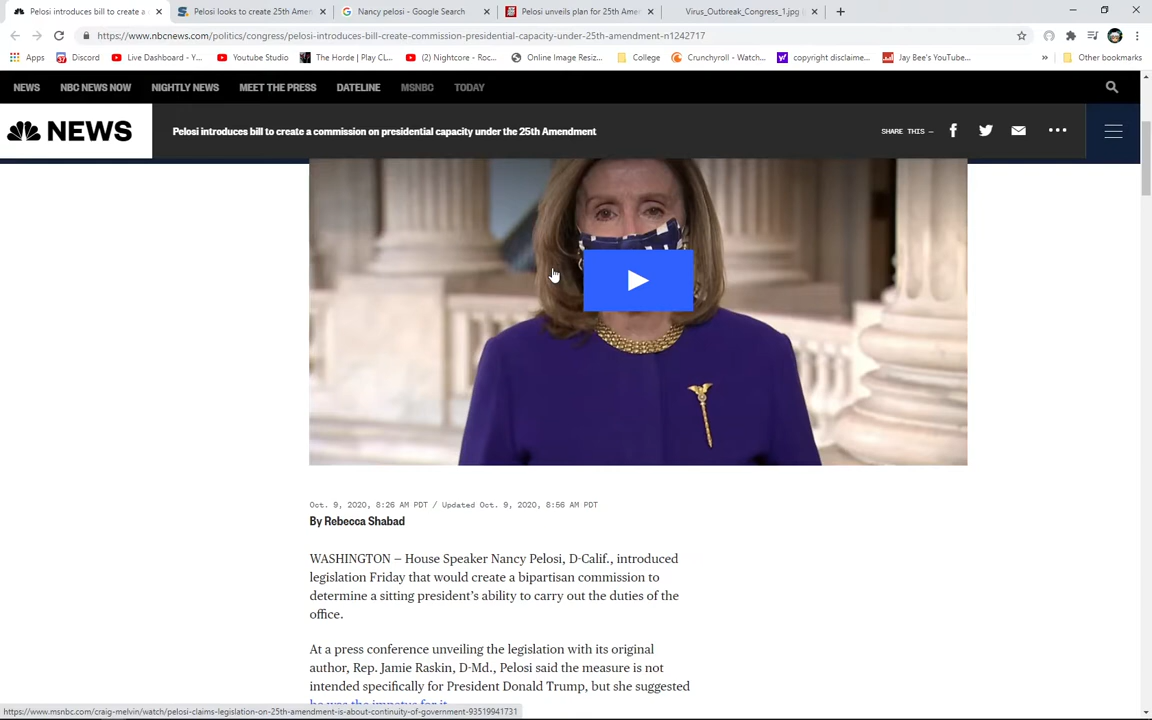 Pelosi introduces bill to create a
Pelosi looks to create 25th Amen
Nancy pelosi - Google Search
Pelosi unveils plan for 25th Ame
Virus_Outbreak_Congress_1.jpg
https://www.nbcnews.com/politics/congress/pelosi-introduces-bill-create-commission-presidential-capacity-under-25th-amendment-n1242717
Apps
Discord
Live Dashboard - Y...
YouTube Studio
The Horde | Play CL...
(2) Nightcore - Roc...
Online Image Resiz...
College
Crunchyroll - Watch...
copyright disclaime...
Jay Bee's YouTube...
»
Other bookmarks
NEWS
NBC NEWS NOW
NIGHTLY NEWS
MEET THE PRESS
DATELINE
MSNBC
TODAY
NEWS
Pelosi introduces bill to create a commission on presidential capacity under the 25th Amendment
SHARE THIS —
Oct. 9, 2020, 8:26 AM PDT / Updated Oct. 9, 2020, 8:56 AM PDT
By Rebecca Shabad
WASHINGTON — House Speaker Nancy Pelosi, D-Calif., introduced
legislation Friday that would create a bipartisan commission to
determine a sitting president's ability to carry out the duties of the
office.
At a press conference unveiling the legislation with its original
author, Rep. Jamie Raskin, D-Md., Pelosi said the measure is not
intended specifically for President Donald Trump, but she suggested
he was the impetus for it.
https://www.msnbc.com/craig-melvin/watch/pelosi-claims-legislation-on-25th-amendment-is-about-continuity-of-government-93519941731